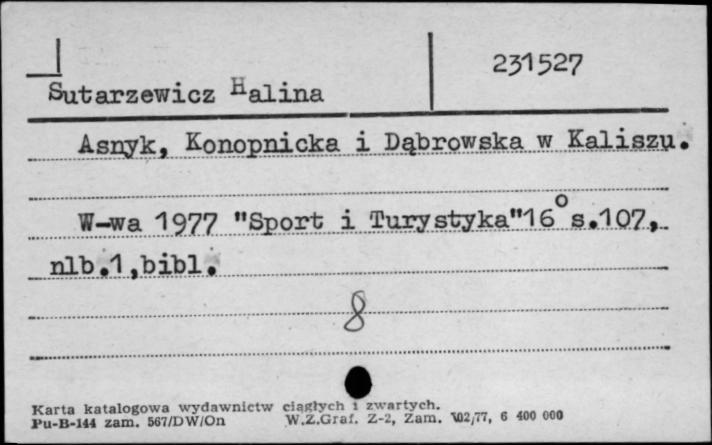 231527
Sutarzewicz Halina
Asnyk, Konopnicka i Dąbrowska w Kaliszu.
W-wa 1977 "Sport i Turystyka" 16° s.107,
nlb.1,bibl.
8
Karta katalogowa wydawnictw ciągłych i zwartych.
Pu-B-144 zam. 567/DW/On W.Z.Graf. Z-2, Zam. 102/77, 6 400 000